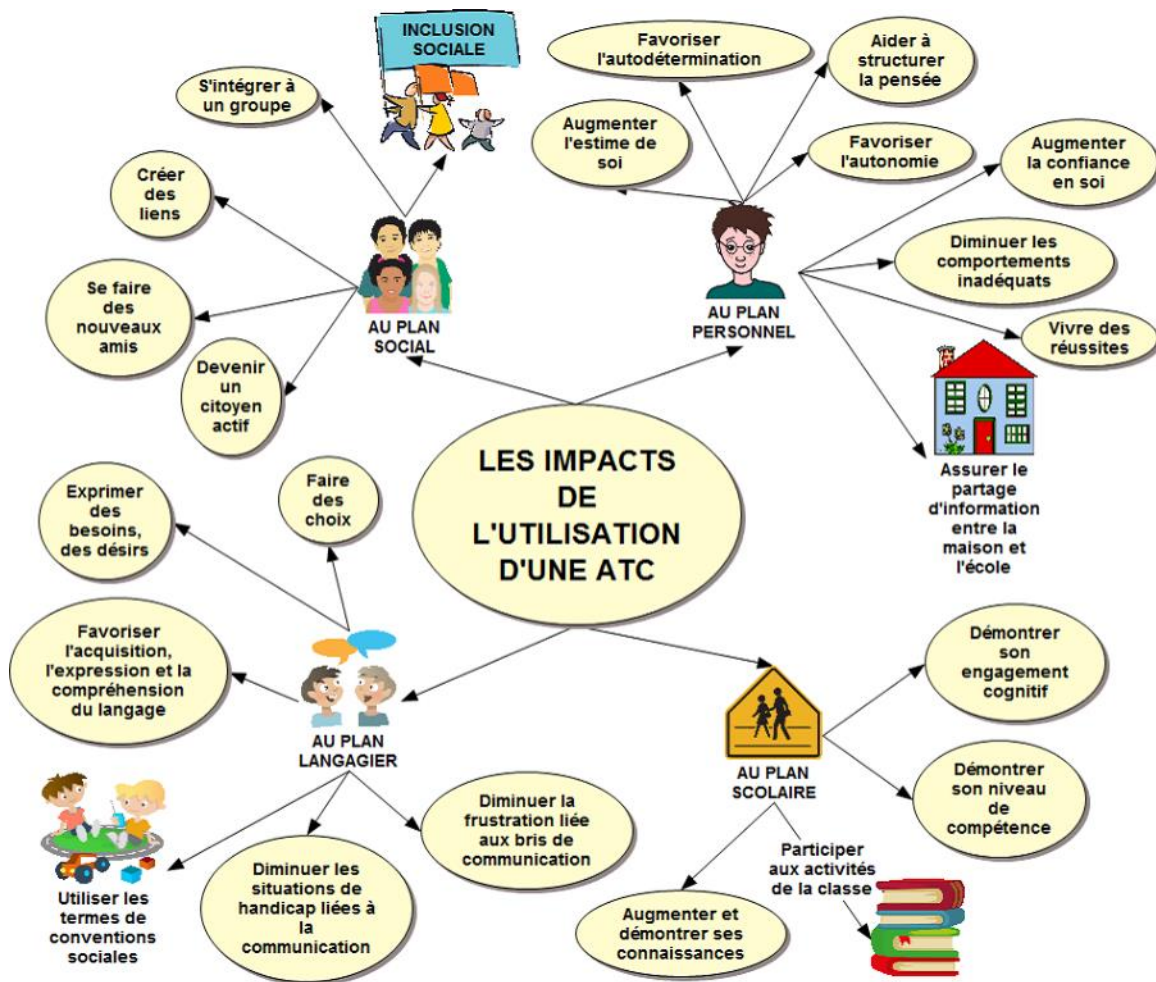 INCLUSION
SOCIALE
S'intégrer à
un groupe
Créer
des
liens
Se faire
des
nouveaux
amis
Devenir
un
citoyen
actif
AU PLAN
SOCIAL
Favoriser
l'autodétermination
Aider à
structurer
la pensée
Augmenter
l'estime de
soi
Favoriser
l'autonomie
Augmenter
la confiance
en soi
Diminuer les
comportements
inadéquats
Vivre des
réussites
AU PLAN
PERSONNEL
Assurer le
partage
d'information
entre la
maison et
l'école
LES IMPACTS
DE
L'UTILISATION
D'UNE ATC
Exprimer
des
besoins,
des désirs
Faire
des
choix
Favoriser
l'acquisition,
l'expression et la
compréhension
du langage
AU PLAN
LANGAGIER
Utiliser les
termes de
conventions
sociales
Diminuer les
situations de
handicap liées à
la
communication
Diminuer la
frustration liée
aux bris de
communication
AU PLAN
SCOLAIRE
Démontrer
son
engagement
cognitif
Démontrer
son niveau
de
compétence
Participer
aux activités
de la classe
Augmenter et
démontrer ses
connaissances